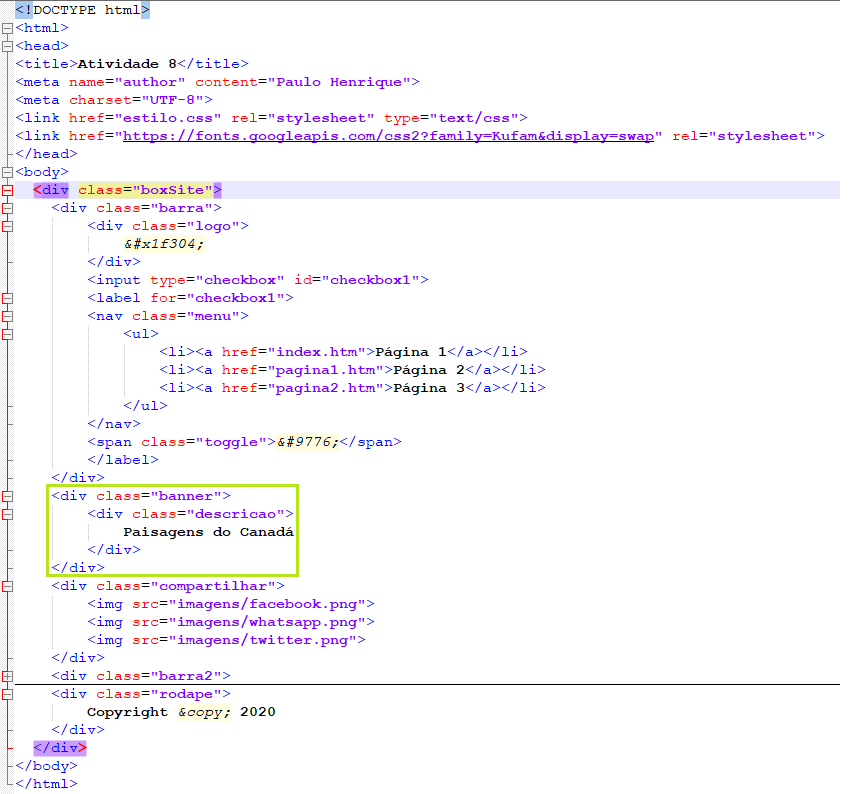 <!DOCTYPE html>
<html>
<head>
<title>Atividade 8</title>
<meta name="author" content="Paulo Henrique">
<meta charset="UTF-8">
<link href="estilo.css" rel="stylesheet" type="text/css">
<link href="https://fonts.googleapis.com/css2?family=Kufam&display=swap" rel="stylesheet">
</head>
<body>
<div class="boxSite">
<div class="barra">
<div class="logo">
&#x1f304;
</div>
<input type="checkbox" id="checkbox1">
<label for="checkbox1">
<nav class="menu">
<ul>
<li><a href="index.htm">Página 1</a></li>
<li><a href="pagina1.htm">Página 2</a></li>
<li><a href="pagina2.htm">Página 3</a></li>
</ul>
</nav>
<span class="toggle">&#9776;</span>
</label>
</div>
<div class="banner">
<div class="descricao">
Paisagens do Canadá
</div>
</div>
<div class="compartilhar">
<img src="imagens/facebook.png">
<img src="imagens/whatsapp.png">
<img src="imagens/twitter.png">
</div>
<div class="barra2">
<div class="rodape">
Copyright &copy; 2020
</div>
</div>
</body>
</html>